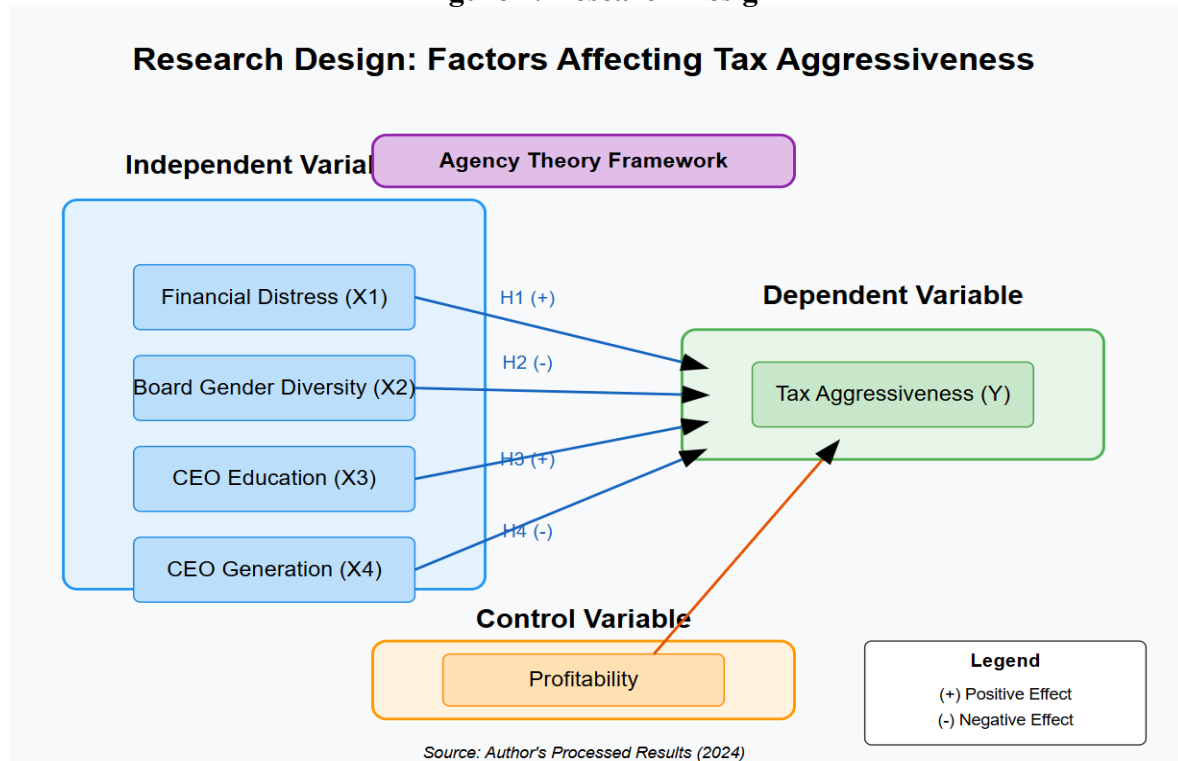 Research Design: Factors Affecting Tax Aggressiveness
Agency Theory Framework
Independent
Financial Distress (X1)
H1 (+)
Dependent Variable
Board Gender Diversity (X2)
H2 (-)
Tax Aggressiveness (Y)
CEO Education (X3)
H3 (+)
CEO Generation (X4)
H4 (-)
Control Variable
Profitability
Legend
(+) Positive Effect
(-) Negative Effect
Source: Author's Processed Results (2024)